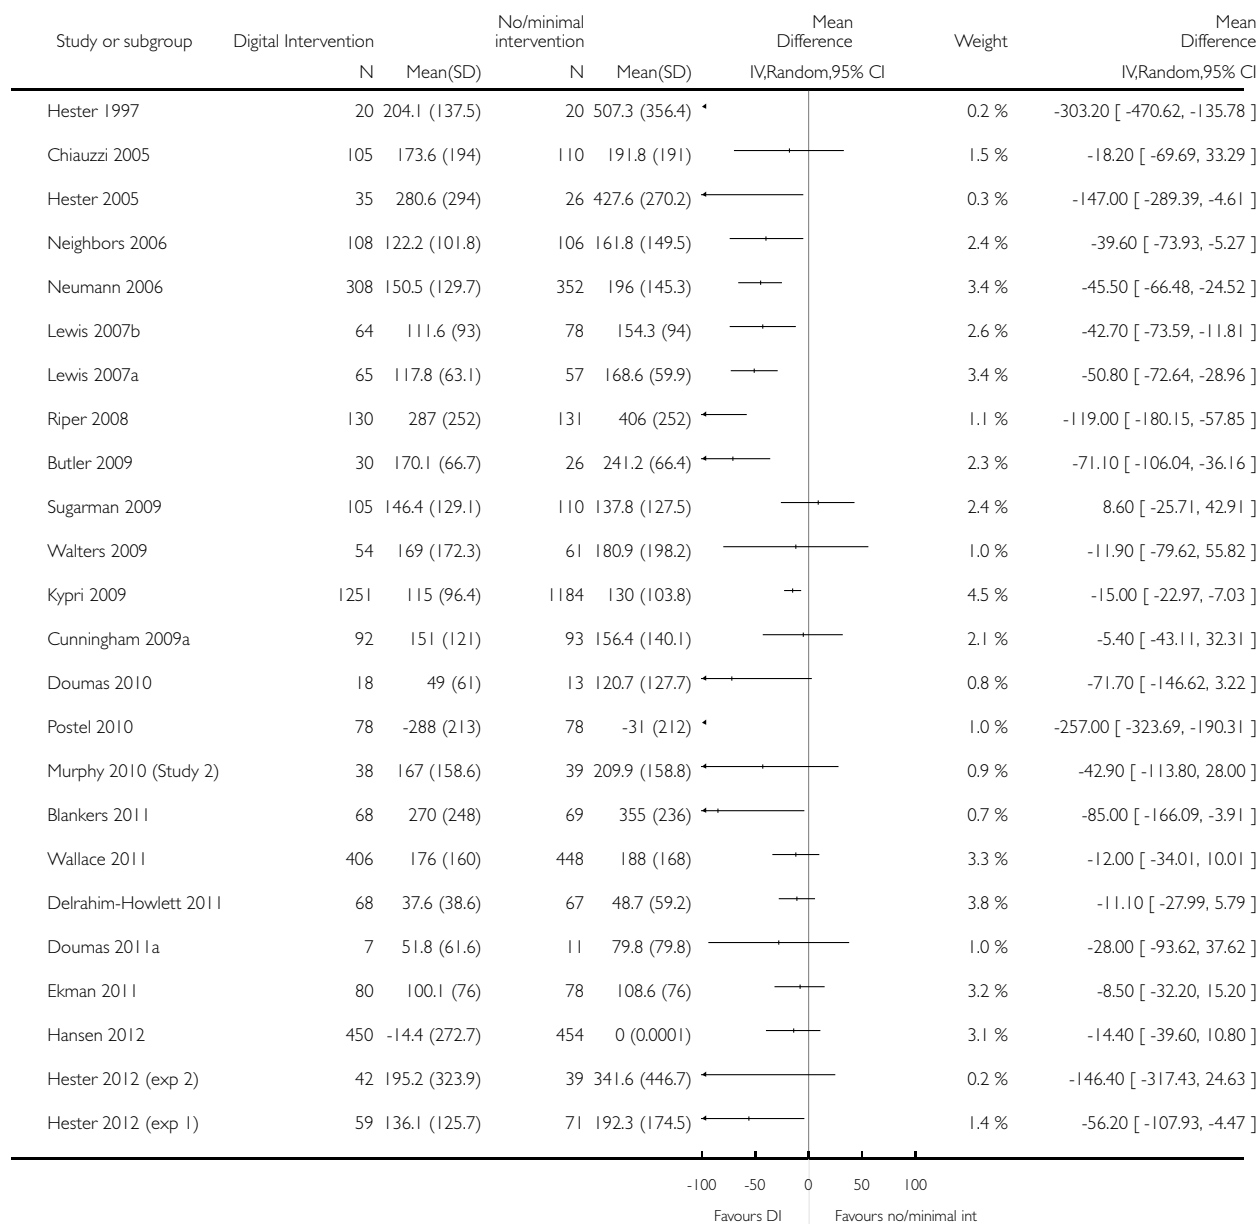 Study or subgroup Digital Intervention No/minimal intervention Mean Difference Weight Mean Difference
N Mean(SD) N Mean(SD) IV,Random,95% CI IV,Random,95% CI
Hester 1997 20 204.1 (137.5) 20 507.3 (356.4) 0.2 % -303.20 [ -470.62, -135.78 ]
Chiauzzi 2005 105 173.6 (194) 110 191.8 (191) 1.5 % -18.20 [ -69.69, 33.29 ]
Hester 2005 35 280.6 (294) 26 427.6 (270.2) 0.3 % -147.00 [ -289.39, -4.61 ]
Neighbors 2006 108 122.2 (101.8) 106 161.8 (149.5) 2.4 % -39.60 [ -73.93, -5.27 ]
Neumann 2006 308 150.5 (129.7) 352 196 (145.3) 3.4 % -45.50 [ -66.48, -24.52 ]
Lewis 2007b 64 111.6 (93) 78 154.3 (94) 2.6 % -42.70 [ -73.59, -11.81 ]
Lewis 2007a 65 117.8 (63.1) 57 168.6 (59.9) 3.4 % -50.80 [ -72.64, -28.96 ]
Riper 2008 130 287 (252) 131 406 (252) 1.1 % -119.00 [ -180.15, -57.85 ]
Butler 2009 30 170.1 (66.7) 26 241.2 (66.4) 2.3 % -71.10 [ -106.04, -36.16 ]
Sugarman 2009 105 146.4 (129.1) 110 137.8 (127.5) 2.4 % 8.60 [ -25.71, 42.91 ]
Walters 2009 54 169 (172.3) 61 180.9 (198.2) 1.0 % -11.90 [ -79.62, 55.82 ]
Kypri 2009 1251 115 (96.4) 1184 130 (103.8) 4.5 % -15.00 [ -22.97, -7.03 ]
Cunningham 2009a 92 151 (121) 93 156.4 (140.1) 2.1 % -5.40 [ -43.11, 32.31 ]
Doumas 2010 18 49 (61) 13 120.7 (127.7) 0.8 % -71.70 [ -146.62, 3.22 ]
Postel 2010 78 -288 (213) 78 -31 (212) 1.0 % -257.00 [ -323.69, -190.31 ]
Murphy 2010 (Study 2) 38 167 (158.6) 39 209.9 (158.8) 0.9 % -42.90 [ -113.80, 28.00 ]
Blankers 2011 68 270 (248) 69 355 (236) 0.7 % -85.00 [ -166.09, -3.91 ]
Wallace 2011 406 176 (160) 448 188 (168) 3.3 % -12.00 [ -34.01, 10.01 ]
Delrahim-Howlett 2011 68 37.6 (38.6) 67 48.7 (59.2) 3.8 % -11.10 [ -27.99, 5.79 ]
Doumas 2011a 7 51.8 (61.6) 11 79.8 (79.8) 1.0 % -28.00 [ -93.62, 37.62 ]
Ekman 2011 80 100.1 (76) 78 108.6 (76) 3.2 % -8.50 [ -32.20, 15.20 ]
Hansen 2012 450 -14.4 (272.7) 454 0 (0.0001) 3.1 % -14.40 [ -39.60, 10.80 ]
Hester 2012 (exp 2) 42 195.2 (323.9) 39 341.6 (446.7) 0.2 % -146.40 [ -317.43, 24.63 ]
Hester 2012 (exp 1) 59 136.1 (125.7) 71 192.3 (174.5) 1.4 % -56.20 [ -107.93, -4.47 ]
-100 -50 0 50 100
Favours DI Favours no/minimal int